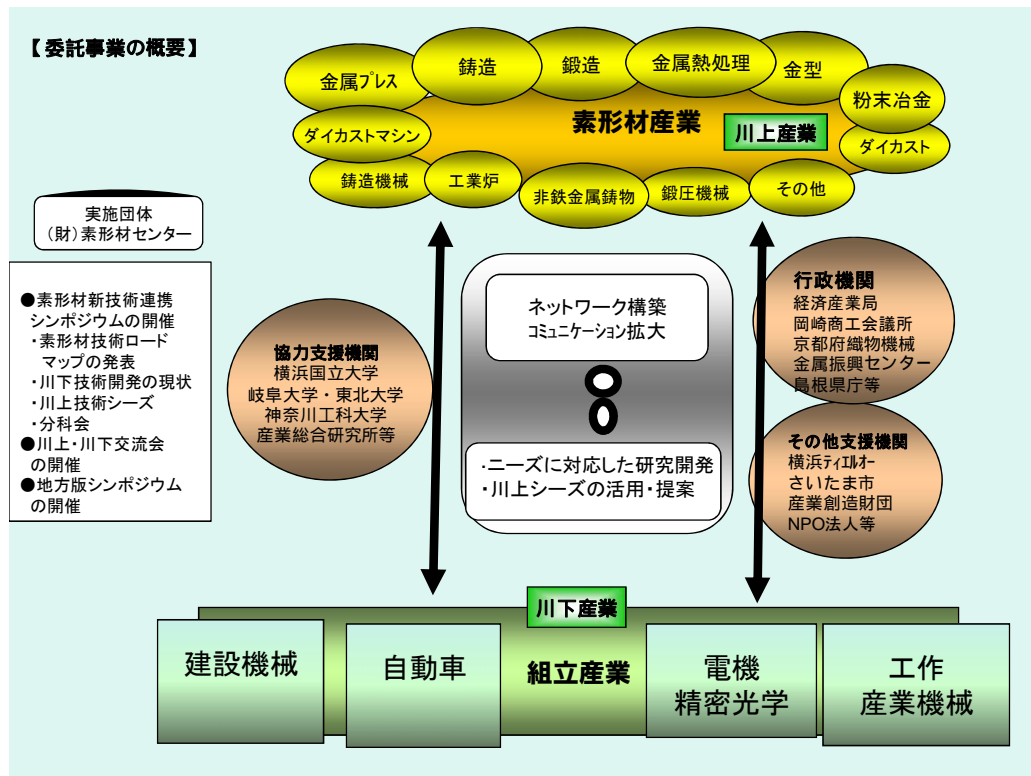 【委託事業の概要】
金属プレス
鋳造
鍛造
金属熱処理
金型
粉末冶金
素形材産業
川上産業
ダイカストマシン
ダイカスト
鋳造機械
工業炉
非鉄金属鋳物
鍛圧機械
その他
実施団体
(財)素形材センター
●素形材新技術連携
シンポジウムの開催
・素形材技術ロード
マップの発表
・川下技術開発の現状
・川上技術シーズ
・分科会
●川上・川下交流会
の開催
●地方版シンポジウム
の開催
協力支援機関
横浜国立大学
岐阜大学・東北大学
神奈川工科大学
産業総合研究所等
ネットワーク構築
コミュニケーション拡大
・ニーズに対応した研究開発
・川上シーズの活用・提案
行政機関
経済産業局
岡崎商工会議所
京都府織物機械
金属振興センター
島根県庁等
その他支援機関
横浜ティエルオー
さいたま市
産業創造財団
NPO法人等
川下産業
建設機械
自動車
組立産業
電機
精密光学
工作
産業機械